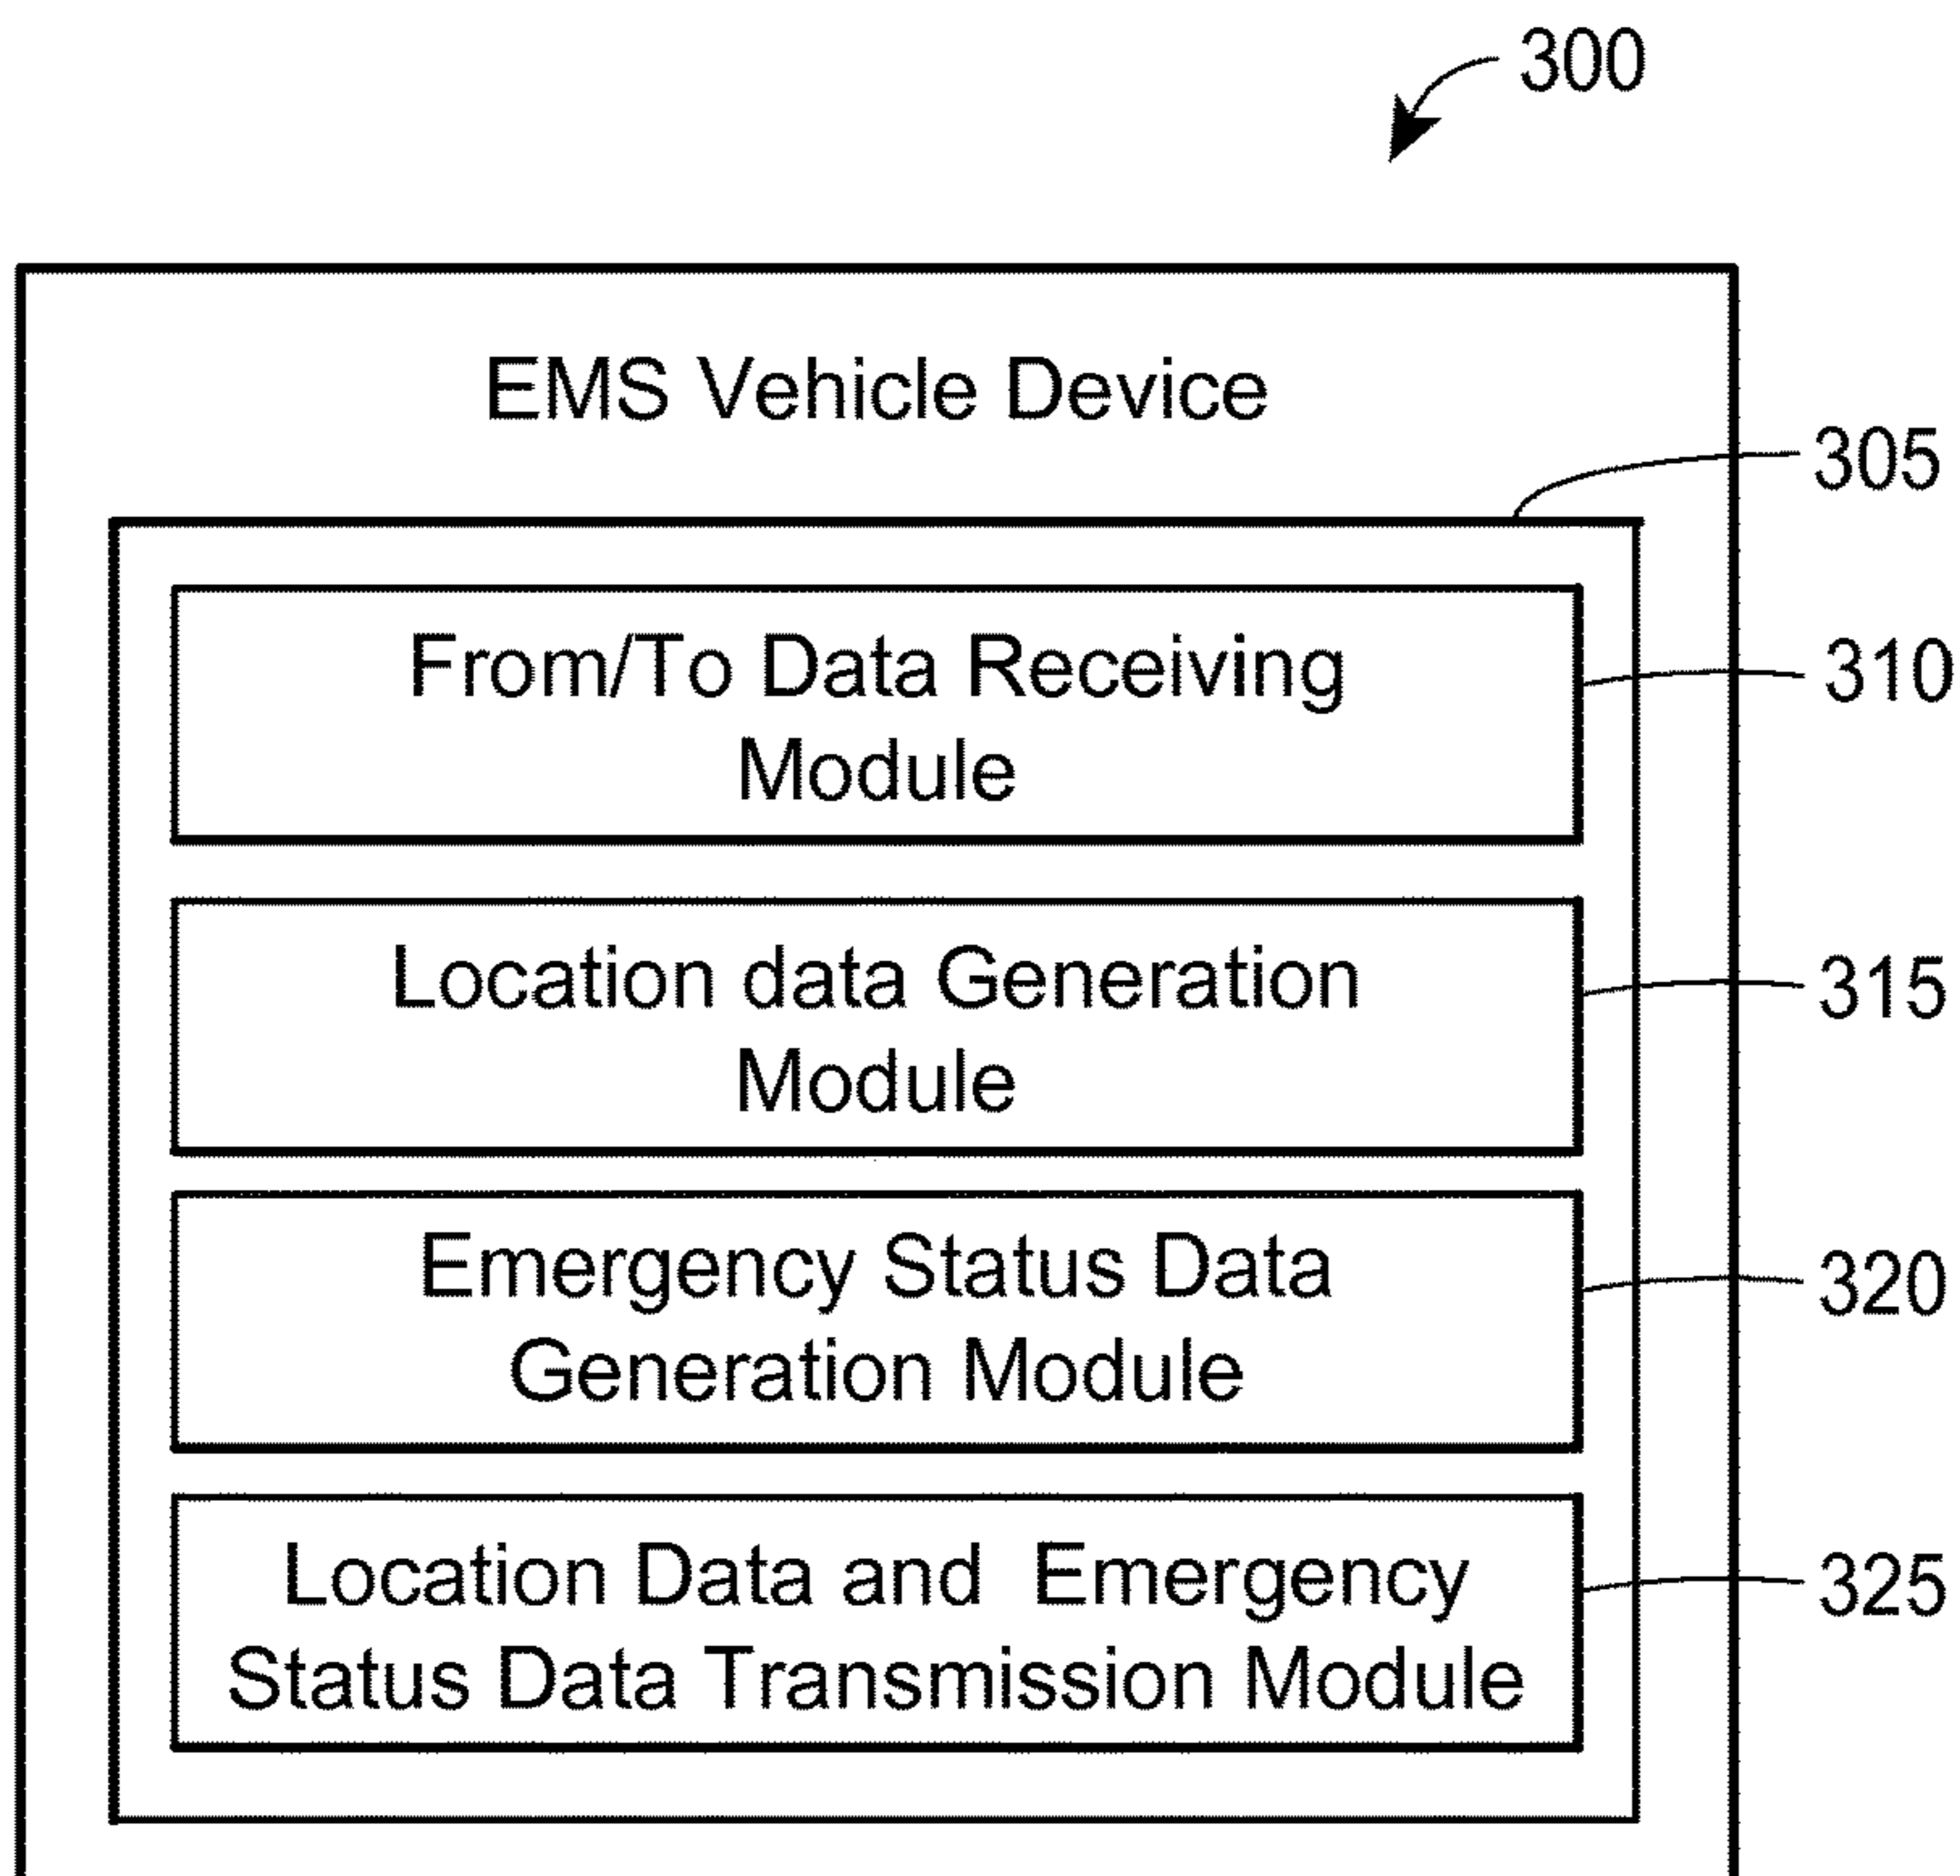 300
EMS Vehicle Device
305
From/To Data Receiving
Module
310
Location data Generation
Module
315
Emergency Status Data
Generation Module
320
Location Data and Emergency
Status Data Transmission Module
325